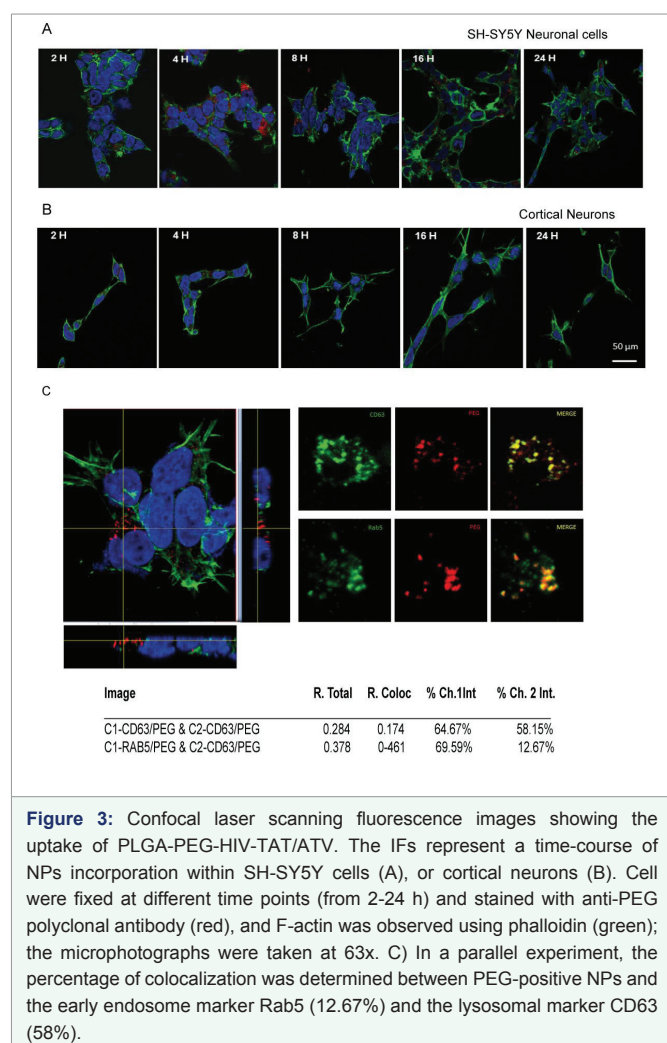 A
SH-SY5Y Neuronal cells
2 H
4 H
8 H
16 H
24 H
B
Cortical Neurons
2 H
4 H
8 H
16 H
24 H
50 µm
C
CD63
PEG
MERGE
Rab5
PEG
MERGE
Image R. Total R. Coloc % Ch.1Int % Ch. 2 Int.
C1-CD63/PEG & C2-CD63/PEG 0.284 0.174 64.67% 58.15%
C1-RAB5/PEG & C2-CD63/PEG 0.378 0-461 69.59% 12.67%
Figure 3: Confocal laser scanning fluorescence images showing the
uptake of PLGA-PEG-HIV-TAT/ATV. The IFs represent a time-course of
NPs incorporation within SH-SY5Y cells (A), or cortical neurons (B). Cell
were fixed at different time points (from 2-24 h) and stained with anti-PEG
polyclonal antibody (red), and F-actin was observed using phalloidin (green);
the microphotographs were taken at 63x. C) In a parallel experiment, the
percentage of colocalization was determined between PEG-positive NPs and
the early endosome marker Rab5 (12.67%) and the lysosomal marker CD63
(58%).